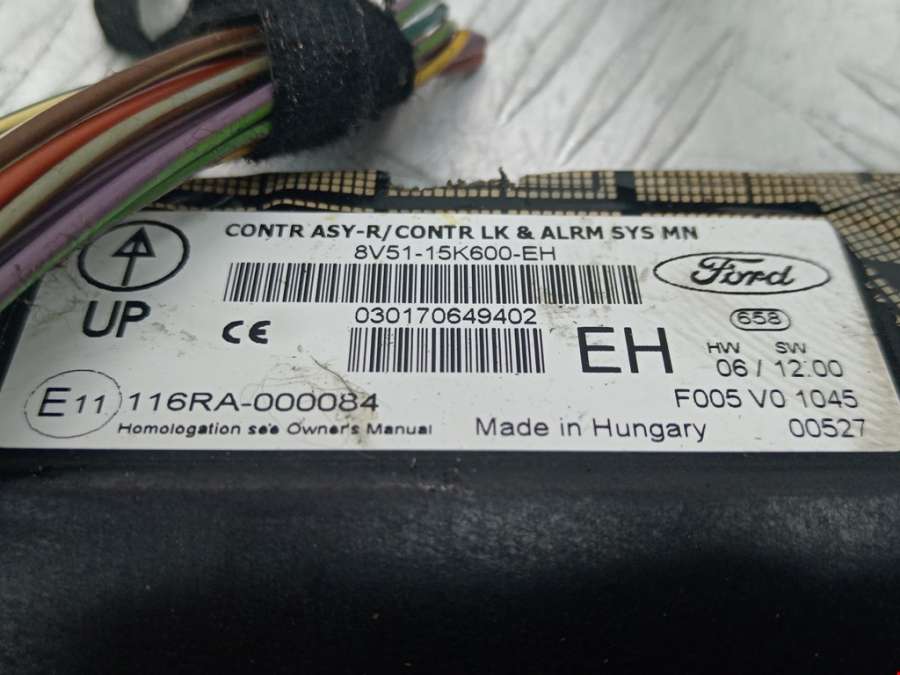 CONTR ASY-R/CONTR LK & ALRM SYS MN
8V51-15K600-EH
Ford
UP
CE
030170649402
EH
658
HW SW
06 / 12.00
E11 116RA-000084
F005 V0 1045
Homologation see Owner's Manual
Made in Hungary
00527